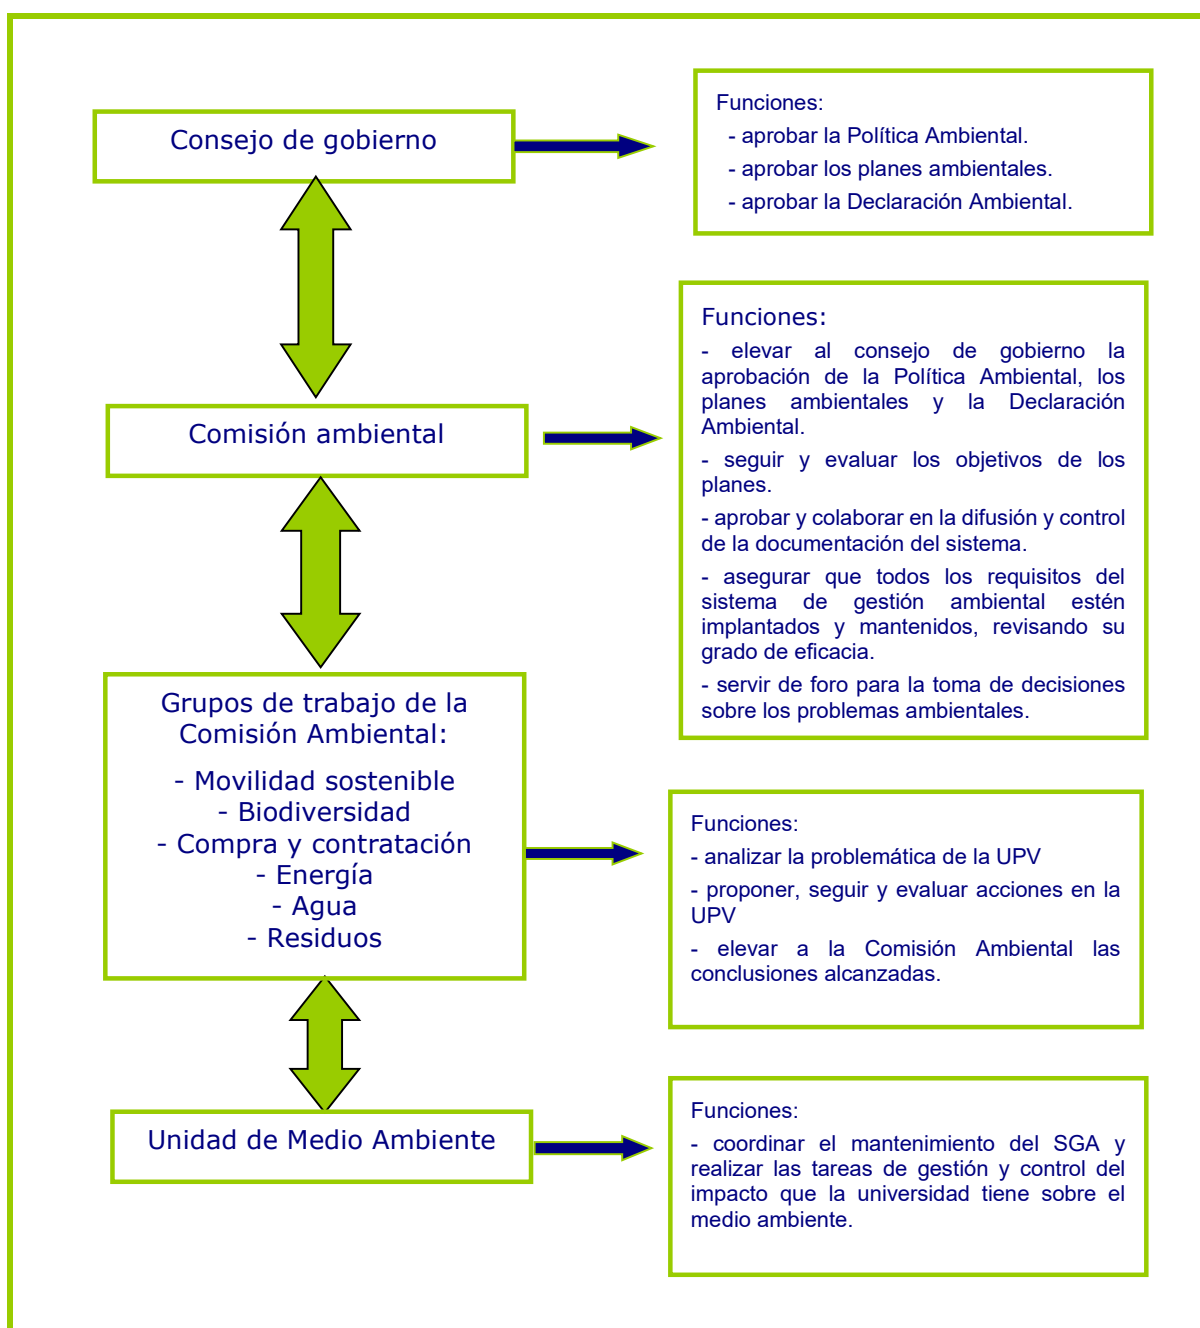 Consejo de gobierno
Funciones:
- aprobar la Política Ambiental.
- aprobar los planes ambientales.
- aprobar la Declaración Ambiental.
Comisión ambiental
Funciones:
- elevar al consejo de gobierno la
aprobación de la Política Ambiental, los
planes ambientales y la Declaración
Ambiental.
- seguir y evaluar los objetivos de los
planes.
- aprobar y colaborar en la difusión y control
de la documentación del sistema.
- asegurar que todos los requisitos del
sistema de gestión ambiental estén
implantados y mantenidos, revisando su
grado de eficacia.
- servir de foro para la toma de decisiones
sobre los problemas ambientales.
Grupos de trabajo de la
Comisión Ambiental:
- Movilidad sostenible
- Biodiversidad
- Compra y contratación
- Energía
- Agua
- Residuos
Funciones:
- analizar la problemática de la UPV
- proponer, seguir y evaluar acciones en la
UPV
- elevar a la Comisión Ambiental las
conclusiones alcanzadas.
Unidad de Medio Ambiente
Funciones:
- coordinar el mantenimiento del SGA y
realizar las tareas de gestión y control del
impacto que la universidad tiene sobre el
medio ambiente.